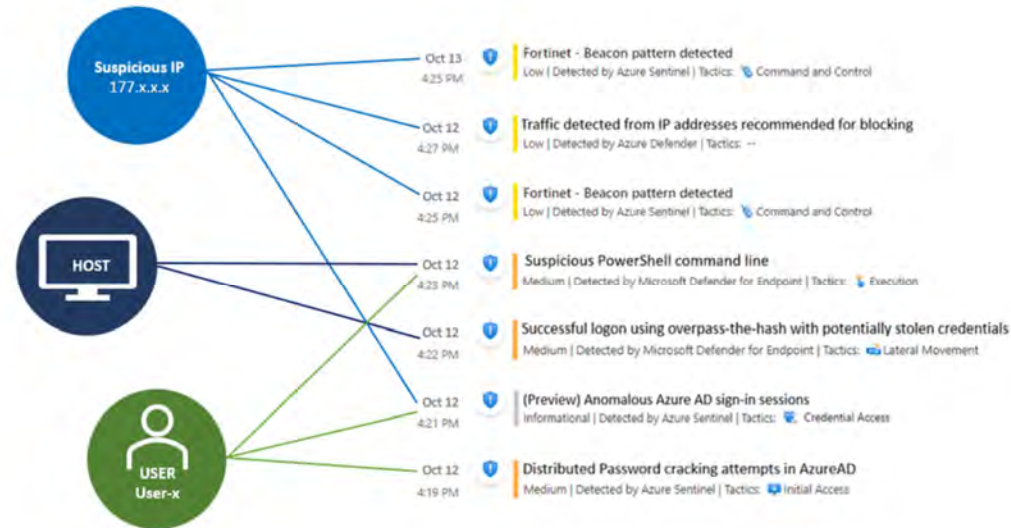 Suspicious IP
177.x.x.x
HOST
USER
User-x
Oct 13
4:25 PM
Fortinet - Beacon pattern detected
Low | Detected by Azure Sentinel | Tactics: Command and Control
Oct 12
4:27 PM
Traffic detected from IP addresses recommended for blocking
Low | Detected by Azure Defender | Tactics: --
Oct 12
4:25 PM
Fortinet - Beacon pattern detected
Low | Detected by Azure Sentinel | Tactics: Command and Control
Oct 12
4:23 PM
Suspicious PowerShell command line
Medium | Detected by Microsoft Defender for Endpoint | Tactics: Execution
Oct 12
4:22 PM
Successful logon using overpass-the-hash with potentially stolen credentials
Medium | Detected by Microsoft Defender for Endpoint | Tactics: Lateral Movement
Oct 12
4:21 PM
(Preview) Anomalous Azure AD sign-in sessions
Informational | Detected by Azure Sentinel | Tactics: Credential Access
Oct 12
4:19 PM
Distributed Password cracking attempts in AzureAD
Medium | Detected by Azure Sentinel | Tactics: Initial Access